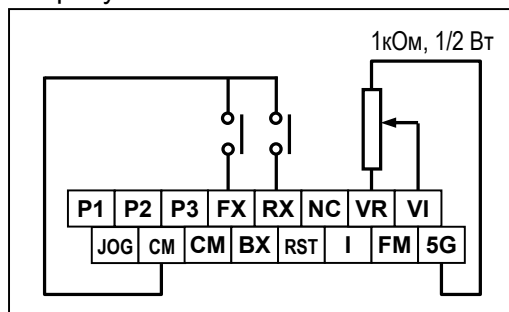 1кОм, 1/2 Вт
P1 P2 P3 FX RX NC VR VI
JOG CM CM BX RST I FM 5G